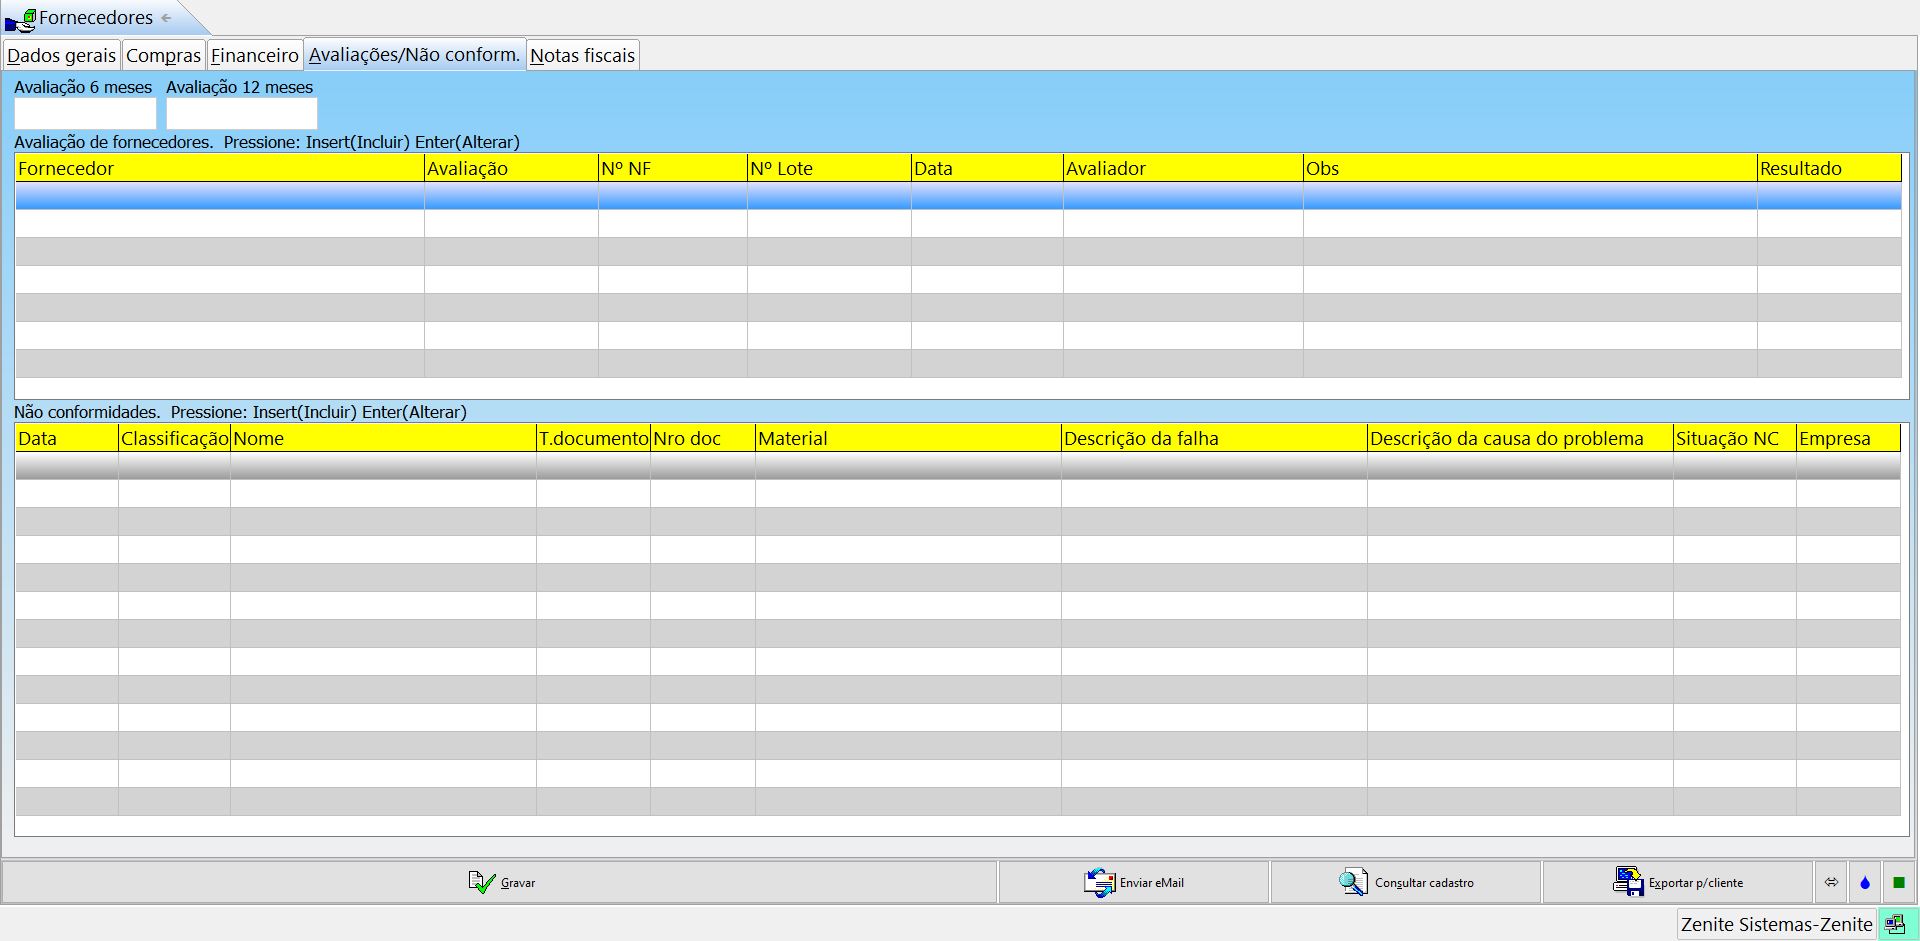 Fornecedores
Dados gerais Compras Financeiro Avaliações/Não conform. Notas fiscais
Avaliação 6 meses Avaliação 12 meses
Avaliação de fornecedores. Pressione: Insert(Incluir) Enter(Alterar)
Fornecedor Avaliação Nº NF Nº Lote Data Avaliador Obs Resultado
Não conformidades. Pressione: Insert(Incluir) Enter(Alterar)
Data Classificação Nome T.documento Nro doc Material Descrição da falha Descrição da causa do problema Situação NC Empresa
Gravar Enviar eMail Consultar cadastro Exportar p/cliente
Zenite Sistemas-Zenite